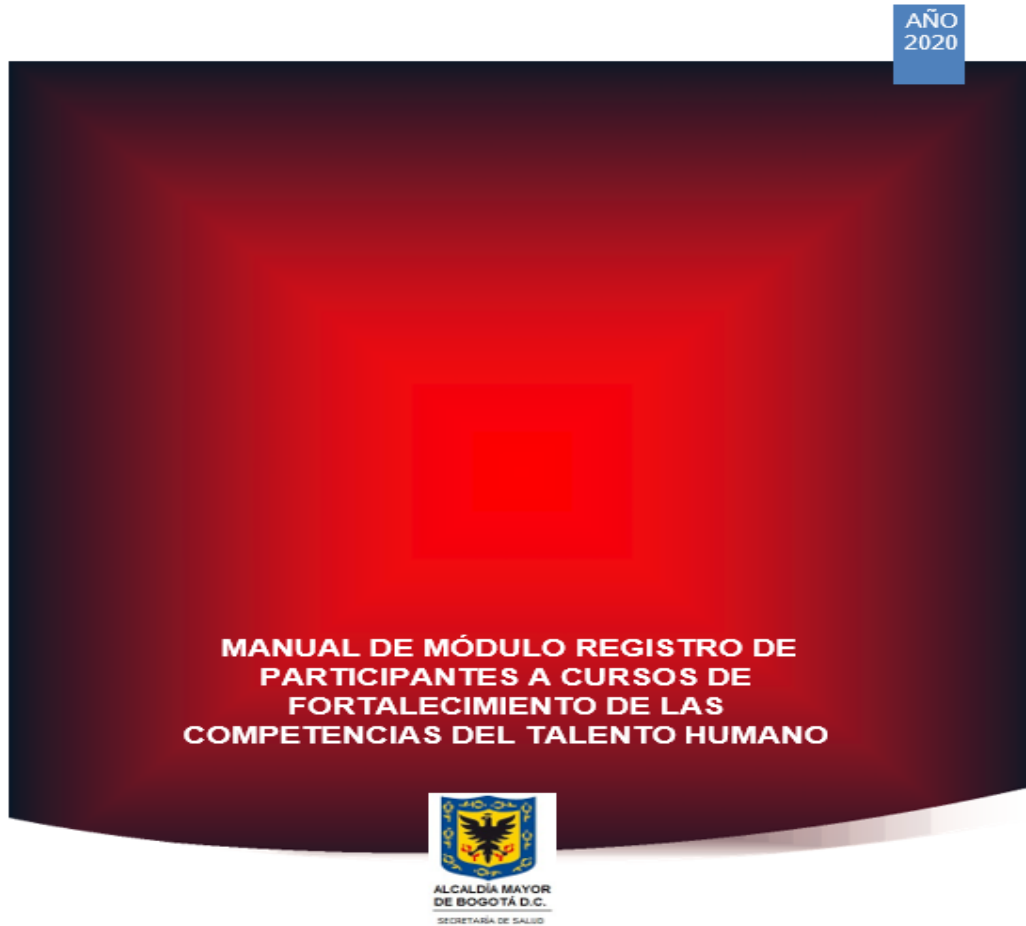 AÑO
2020
MANUAL DE MÓDULO REGISTRO DE
PARTICIPANTES A CURSOS DE
FORTALECIMIENTO DE LAS
COMPETENCIAS DEL TALENTO HUMANO
ALCALDÍA MAYOR
DE BOGOTÁ D.C.
SECRETARÍA DE SALUD